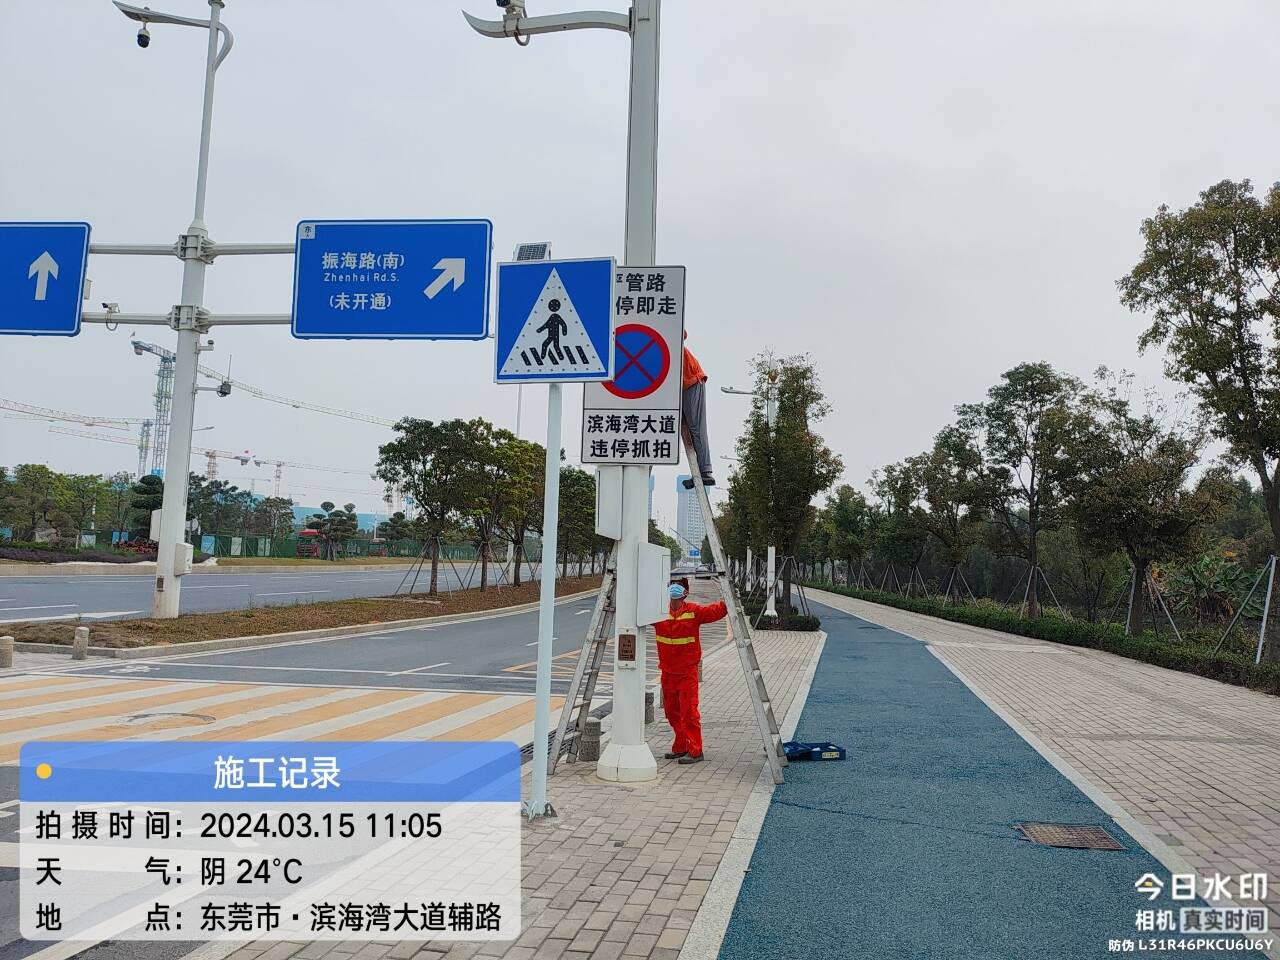 东
振海路(南)
Zhenhai Rd.S.
(未开通)
严管路
停即走
滨海湾大道
违停抓拍
施工记录
拍摄时间：2024.03.15 11:05
天气：阴 24°C
地点：东莞市·滨海湾大道辅路
今日水印
相机 真实时间
防伪 L31R46PKCU6U6Y